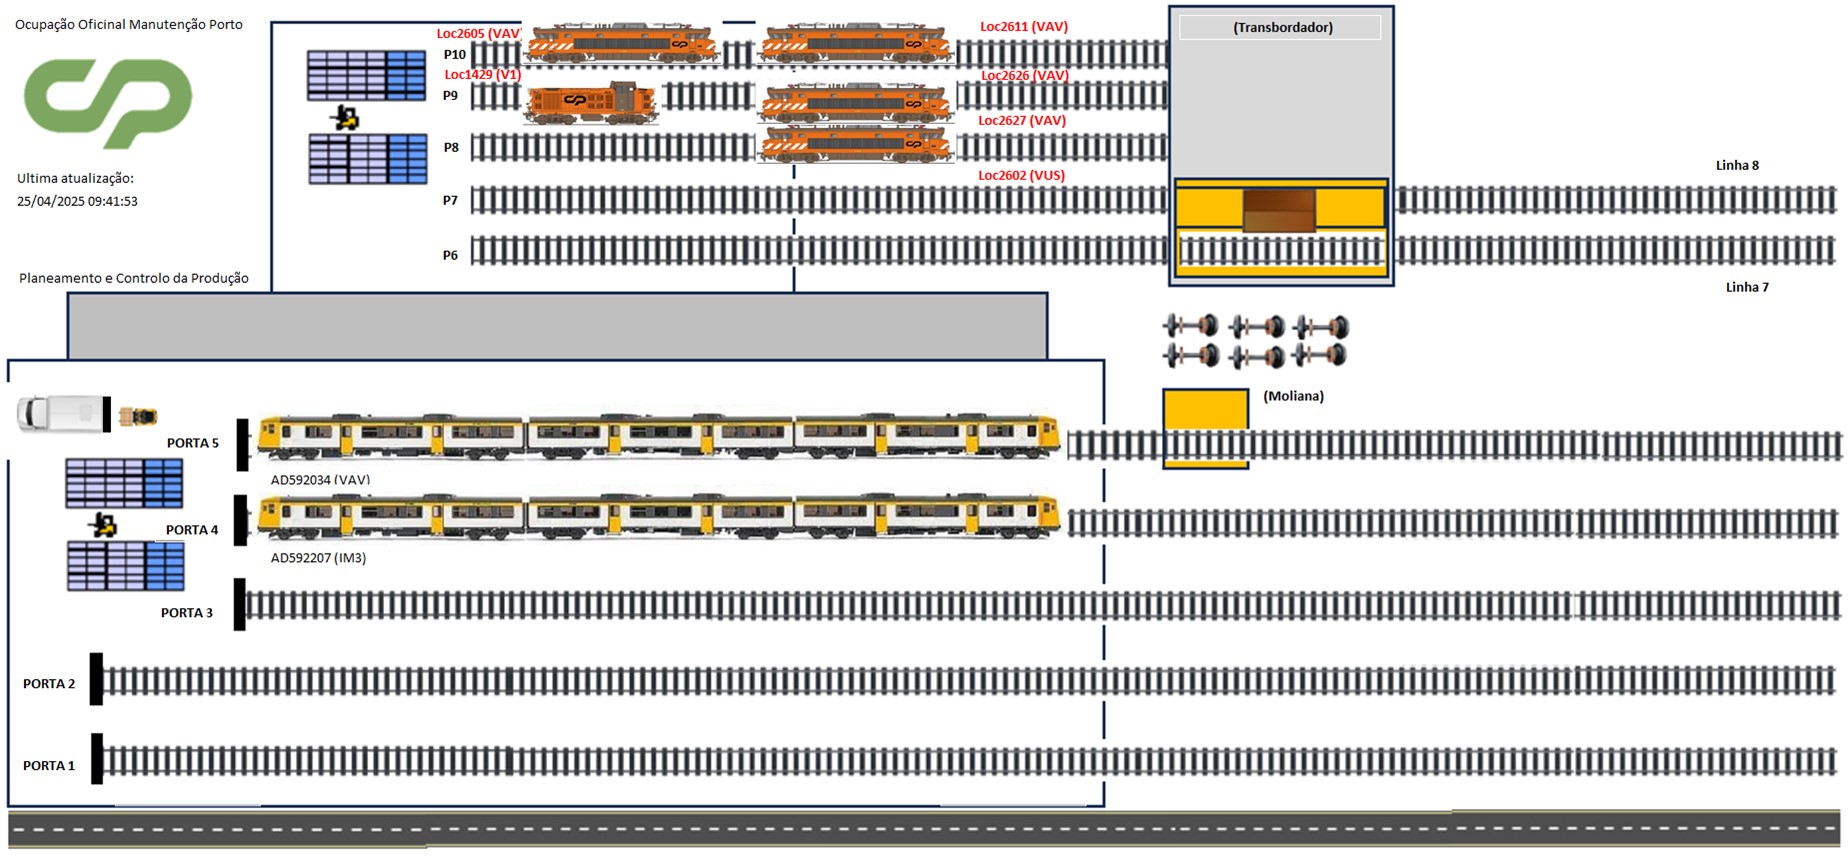 Ocupação Oficinal Manutenção Porto
Loc2605 (VAV)
Loc2611 (VAV)
(Transbordador)
P10
Loc1429 (V1)
Loc2626 (VAV)
P9
Loc2627 (VAV)
P8
Linha 8
Ultima atualização:
Loc2602 (VUS)
25/04/2025 09:41:53
P7
P6
Planeamento e Controlo da Produção
Linha 7
(Moliana)
PORTA 5
AD592034 (VAV)
PORTA 4
AD592207 (IM3)
PORTA 3
PORTA 2
PORTA 1